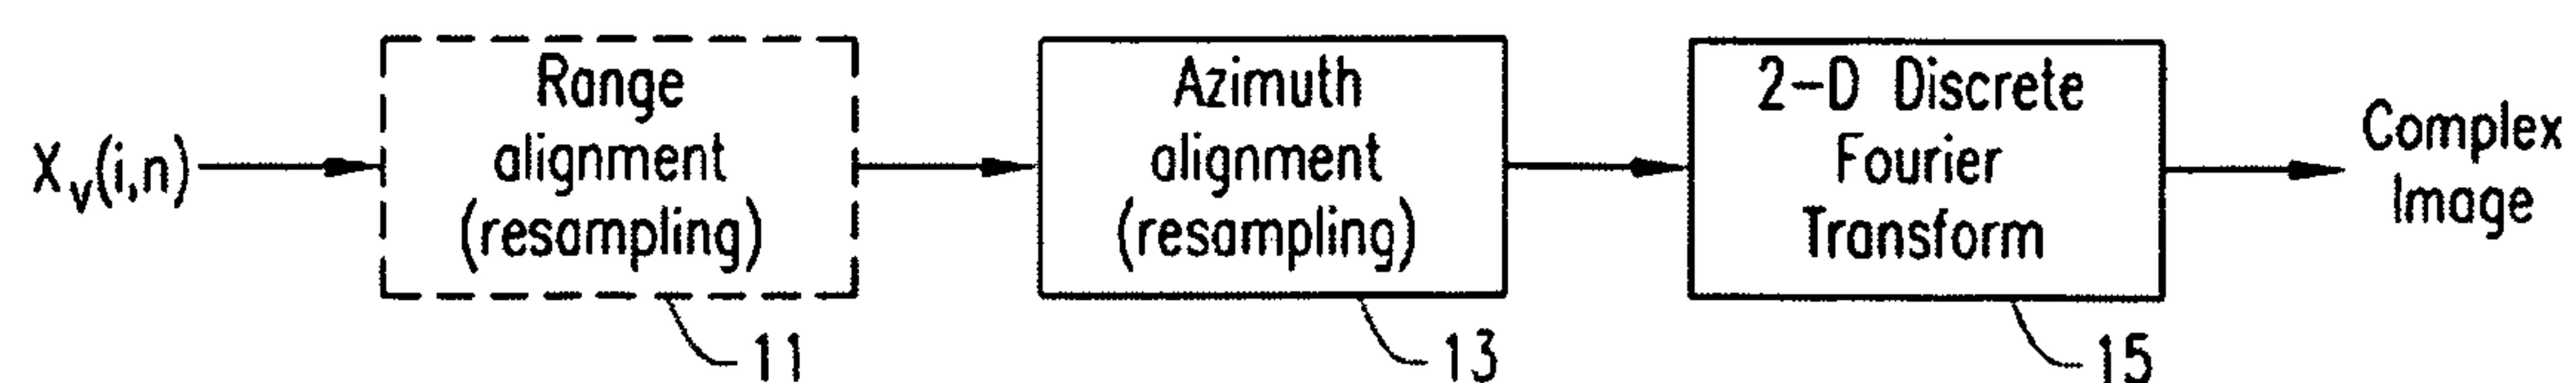 X_v(i,n)
Range
alignment
(resampling)
11
Azimuth
alignment
(resampling)
13
2-D Discrete
Fourier
Transform
15
Complex
Image